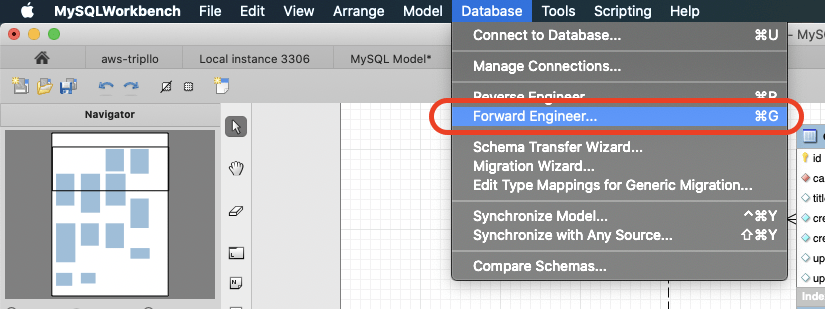 MySQLWorkbench File Edit View Arrange Model Database Tools Scripting Help
MySQ
aws-tripllo Local instance 3306 MySQL Model*
Navigator
Connect to Database... ⌘U
Manage Connections...
Reverse Engineer... ⌘R
Forward Engineer... ⌘G
Schema Transfer Wizard...
Migration Wizard...
Edit Type Mappings for Generic Migration...
Synchronize Model... ^⌘Y
Synchronize with Any Source... ⇧⌘Y
Compare Schemas...
id
ca
title
cre
cre
up
up
Inde